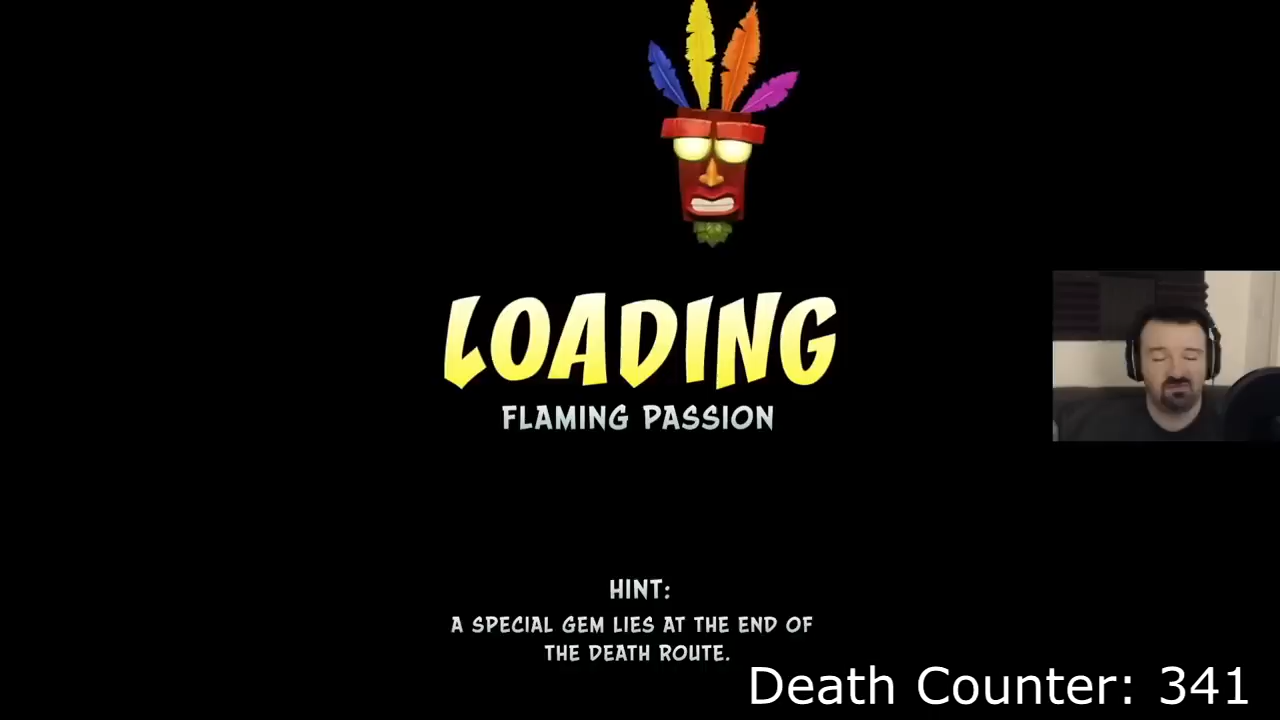 LOADING
FLAMING PASSION
HINT:
A SPECIAL GEM LIES AT THE END OF
THE DEATH ROUTE.
Death Counter: 341